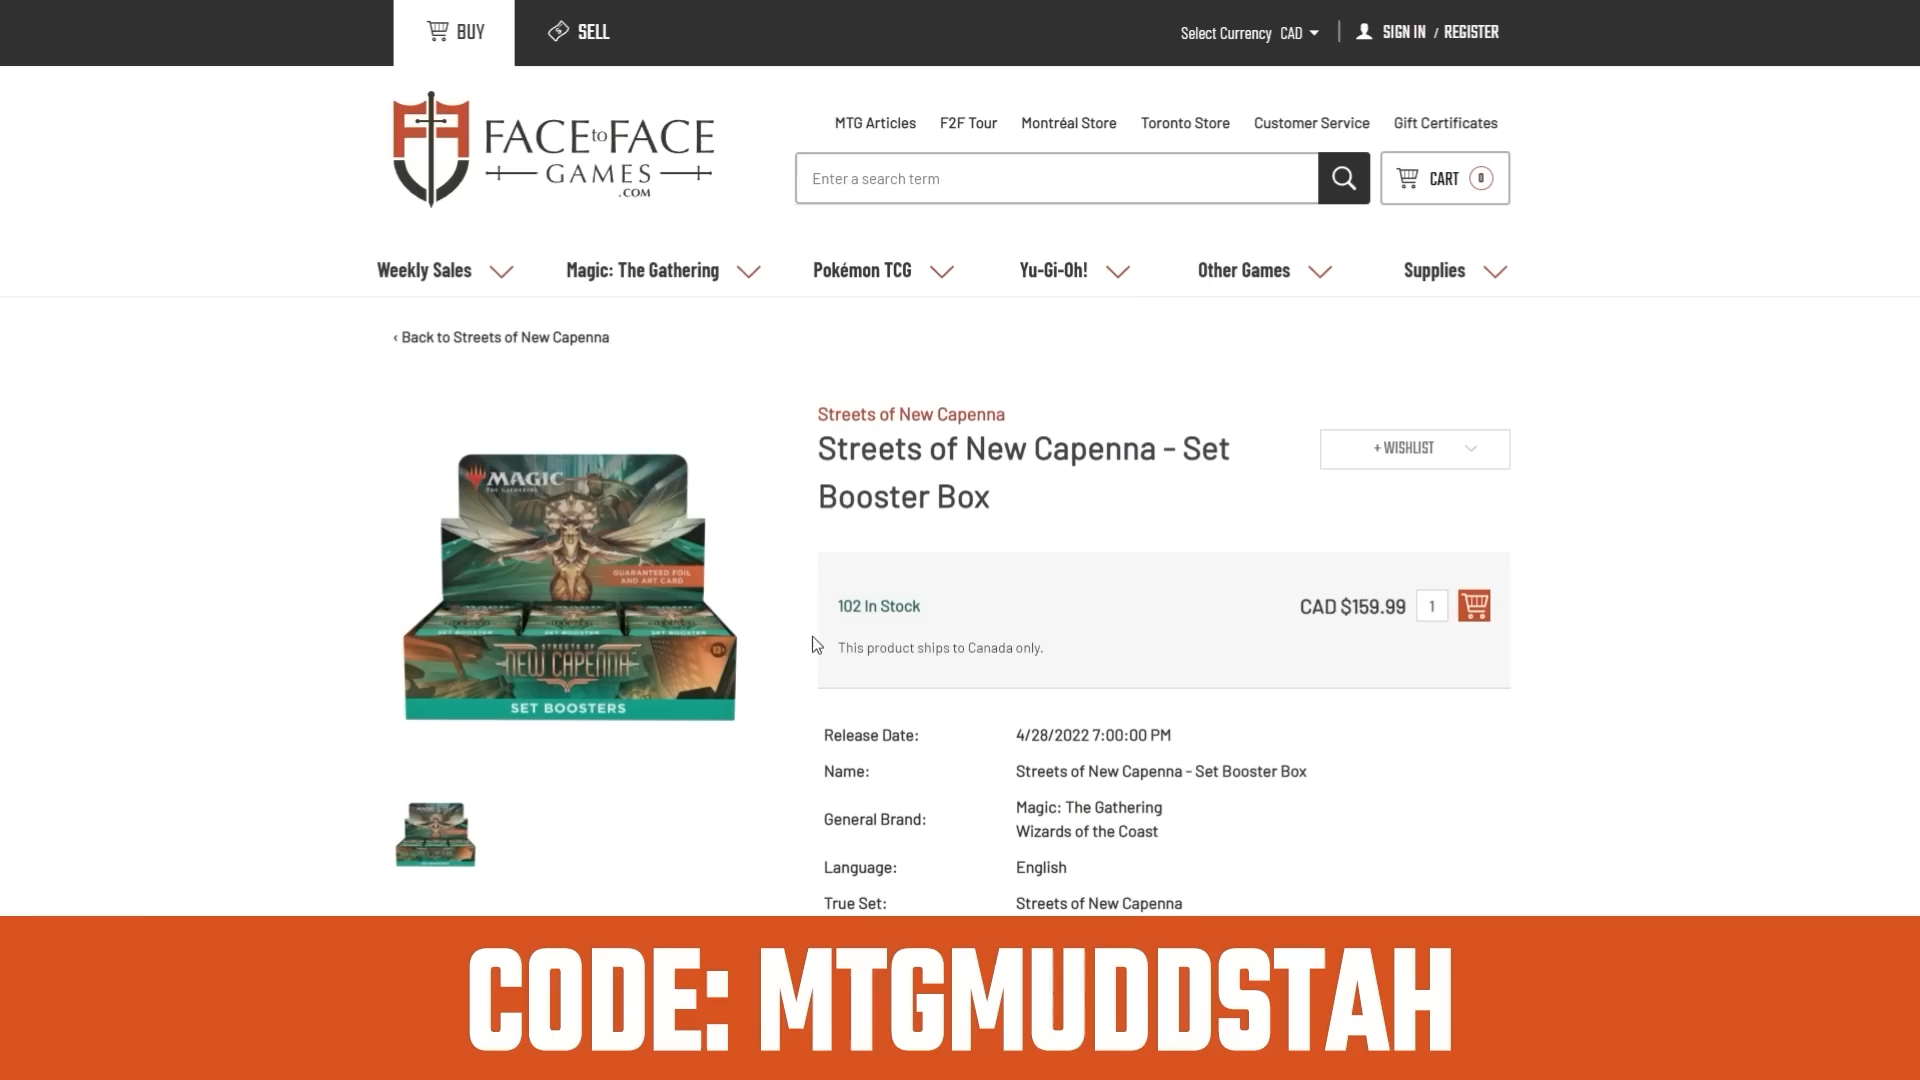 BUY
SELL
Select Currency CAD
SIGN IN / REGISTER
FACE to FACE
GAMES
.COM
MTG Articles
F2F Tour
Montréal Store
Toronto Store
Customer Service
Gift Certificates
Enter a search term
CART 0
Weekly Sales
Magic: The Gathering
Pokémon TCG
Yu-Gi-Oh!
Other Games
Supplies
‹ Back to Streets of New Capenna
MAGIC
THE GATHERING
GUARANTEED FOIL
AND ART CARD
SET BOOSTER
SET BOOSTER
SET BOOSTER
STREETS OF
NEW CAPENNA
13+
SET BOOSTERS
Streets of New Capenna
Streets of New Capenna - Set
Booster Box
+ WISHLIST
102 In Stock
CAD $159.99
1
This product ships to Canada only.
Release Date:
4/28/2022 7:00:00 PM
Name:
Streets of New Capenna - Set Booster Box
General Brand:
Magic: The Gathering
Wizards of the Coast
Language:
English
True Set:
Streets of New Capenna
CODE: MTGMUDDSTAH